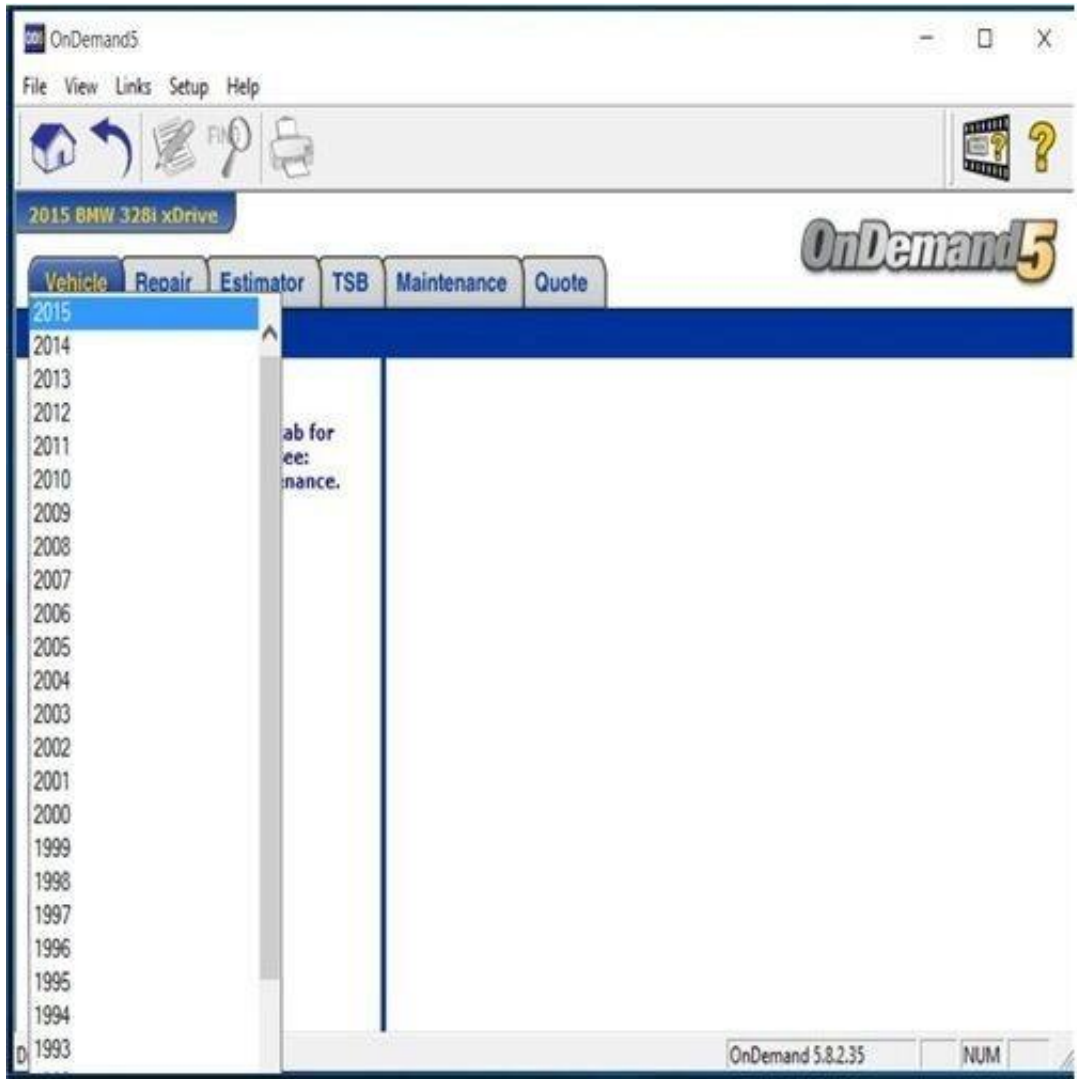 OnDemand5
File View Links Setup Help
FIND
2015 BMW 328i xDrive
OnDemand5
Vehicle Repair Estimator TSB Maintenance Quote
2015
2014
2013
2012
2011
2010
2009
2008
2007
2006
2005
2004
2003
2002
2001
2000
1999
1998
1997
1996
1995
1994
1993
ab for
ee:
nance.
D
OnDemand 5.8.2.35 NUM